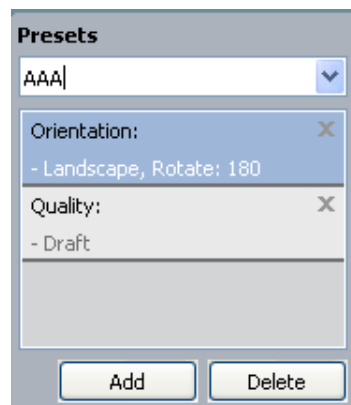 Presets
AAA
Orientation: X
- Landscape, Rotate: 180
Quality: X
- Draft
Add Delete